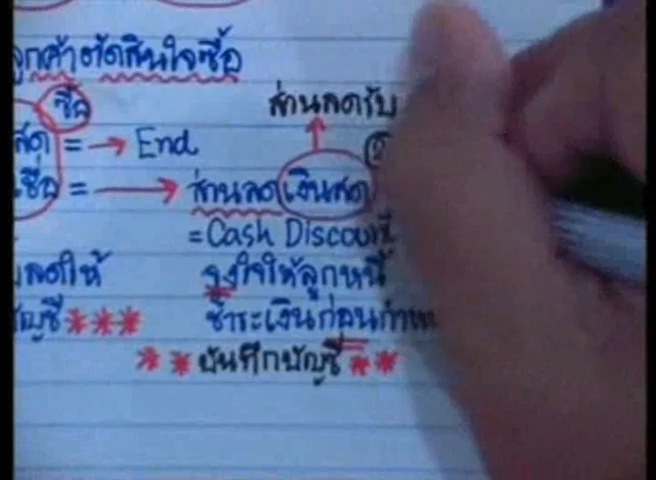 ลูกค้าตัดสินใจซื้อ
ซื้อ
ส่วนลดรับ
สด = → End
เชื่อ = → ส่วนลดเงินสด
= Cash Discount
ลดให้ จูงใจให้ลูกหนี้
บัญชี *** ชำระเงินก่อนกำหน
** บันทึกบัญชี **